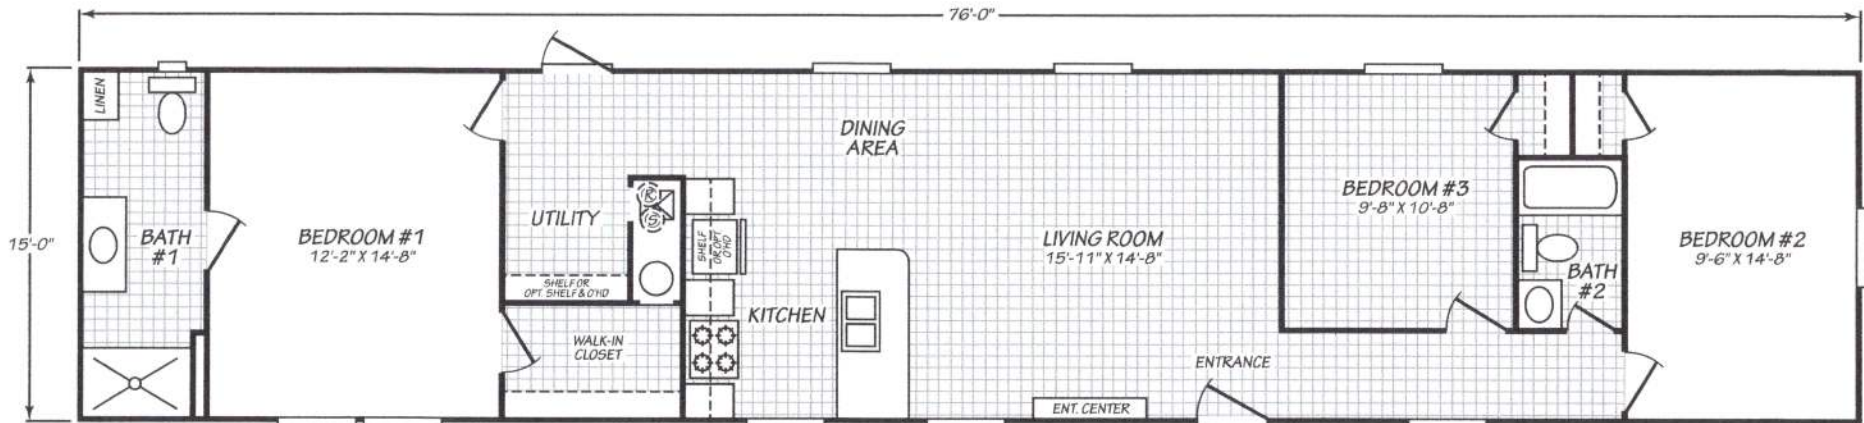 76'-0"
15'-0"
LINEN
BATH
#1
BEDROOM #1
12'-2" X 14'-8"
UTILITY
R
S
SHELF OR
OPT. SHELF & O'HD
WALK-IN
CLOSET
SHELF
OR OPT
O'HD
KITCHEN
DINING
AREA
LIVING ROOM
15'-11" X 14'-8"
ENT. CENTER
ENTRANCE
BEDROOM #3
9'-8" X 10'-8"
BATH
#2
BEDROOM #2
9'-6" X 14'-8"